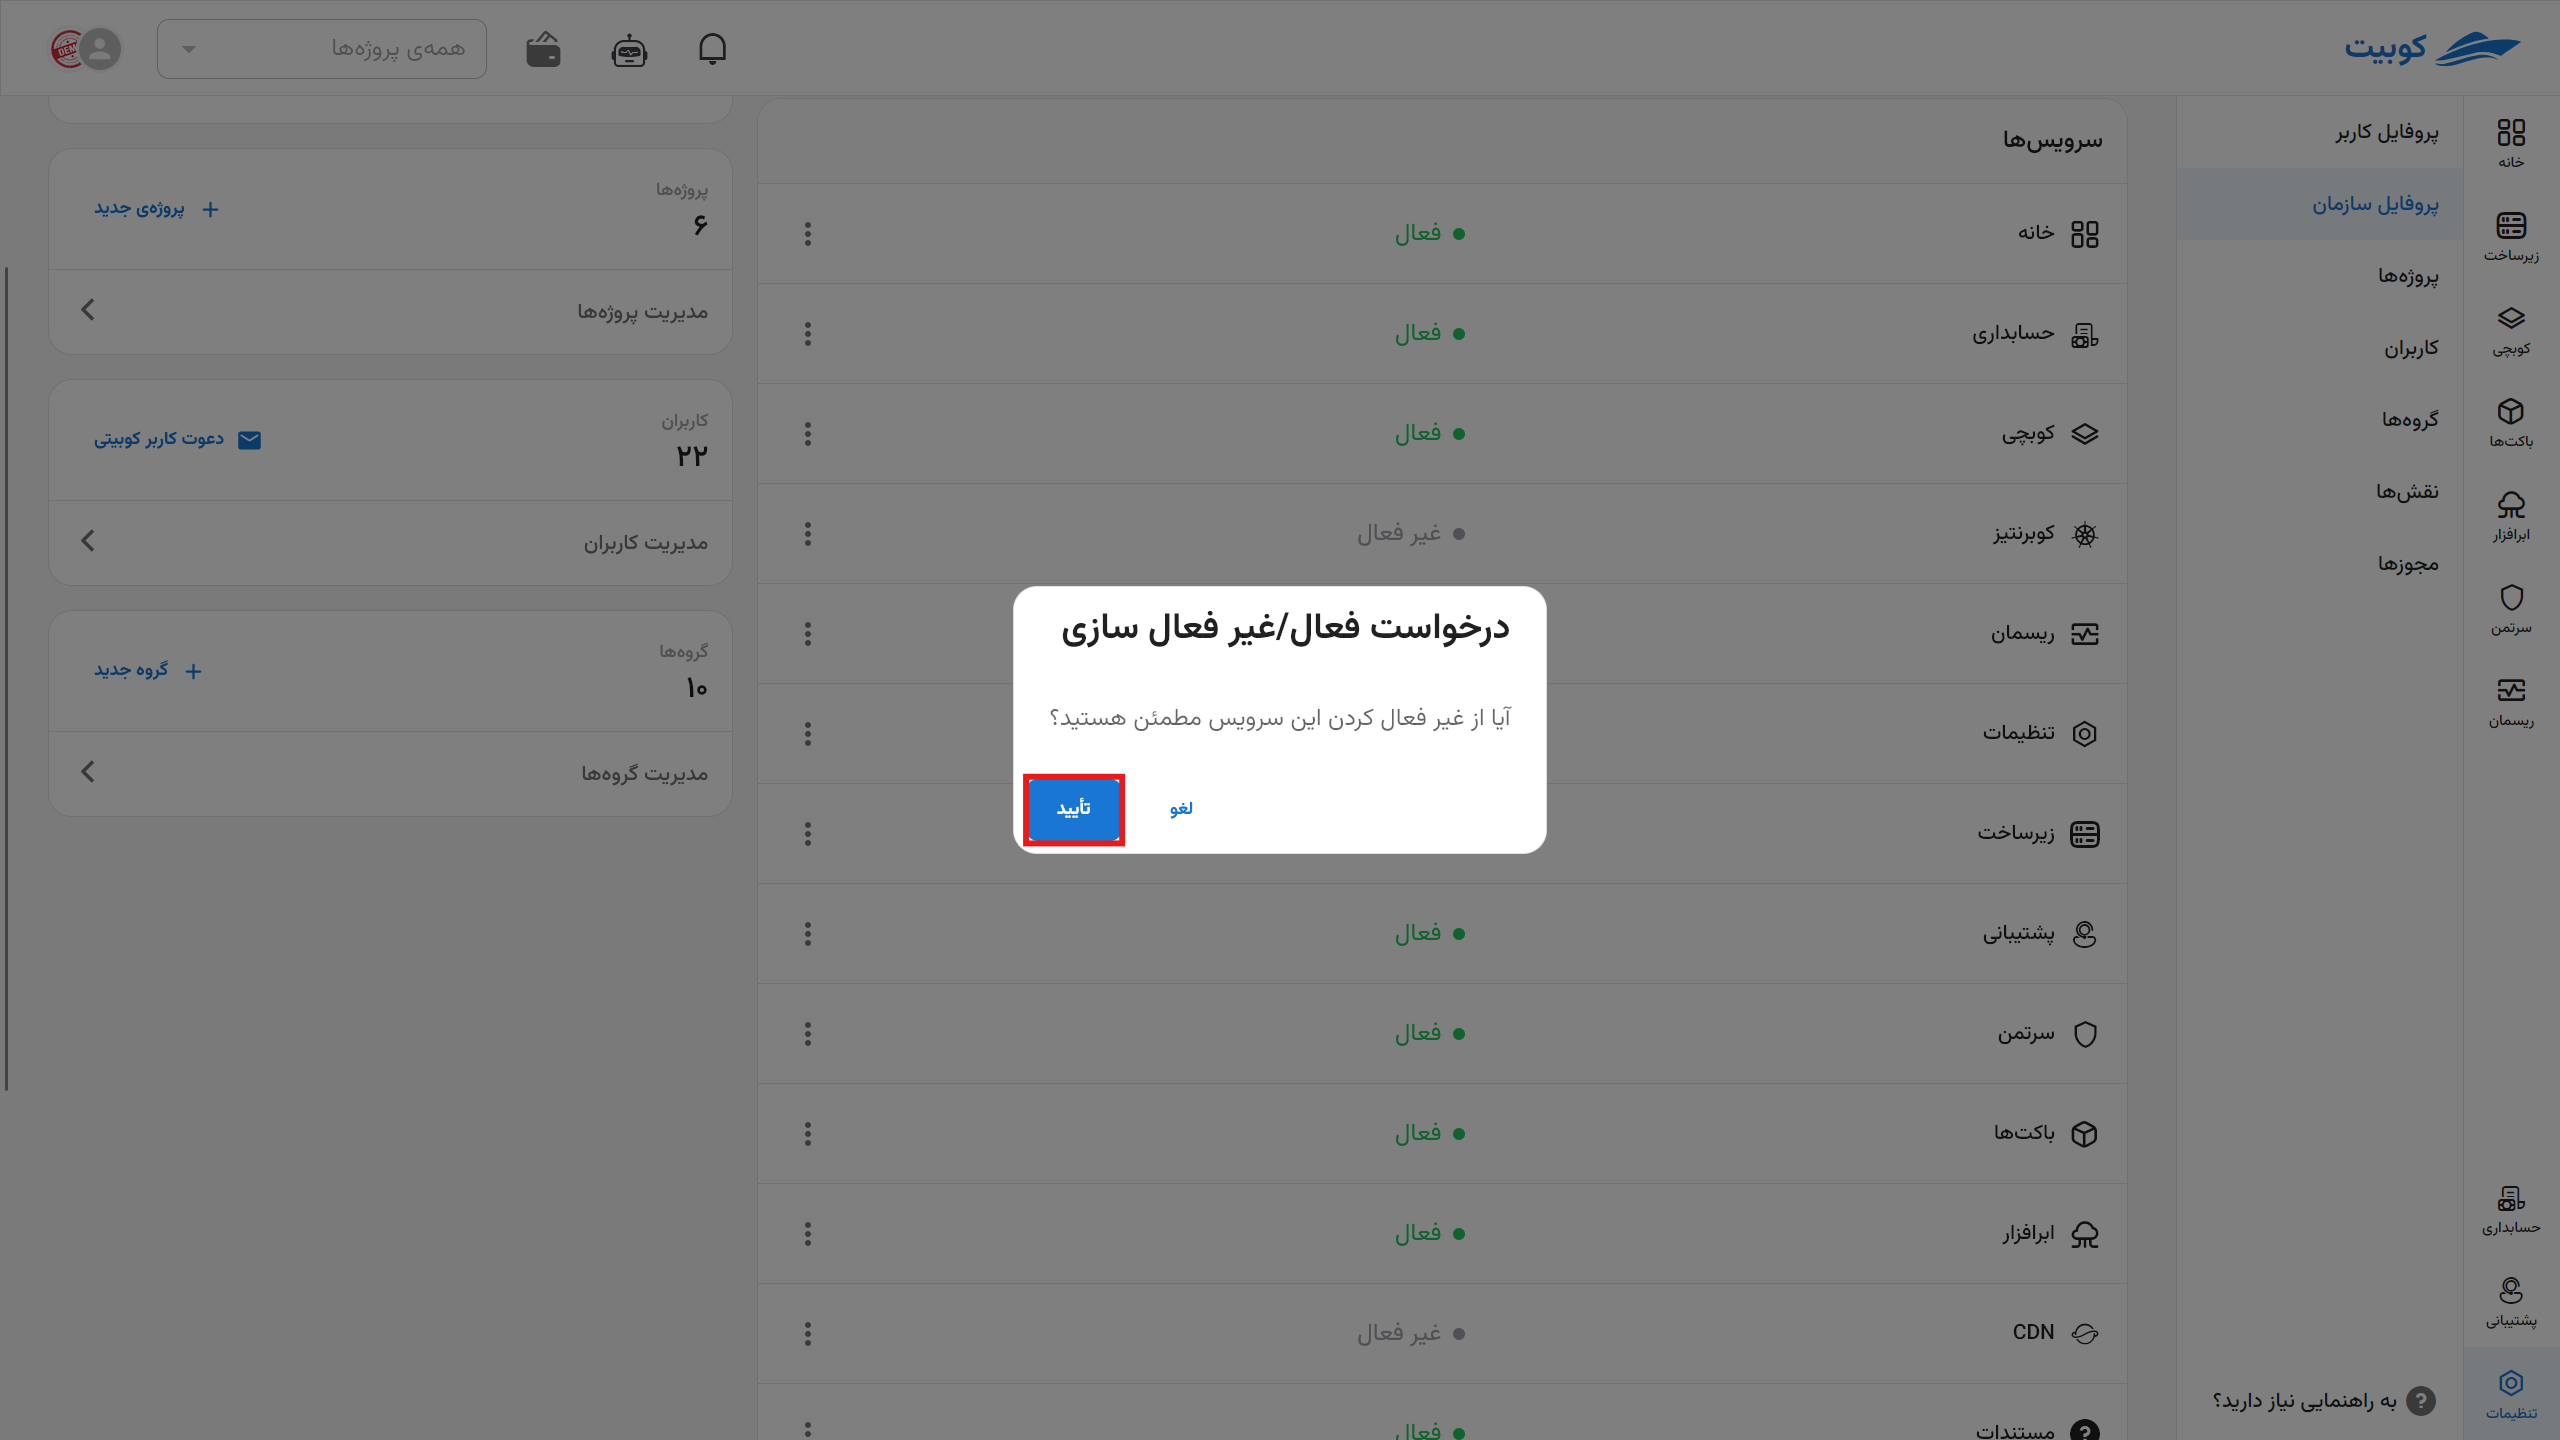 کوبیت
همه‌ی پروژه‌ها
DEM
خانه
زیرساخت
کوبچی
باکت‌ها
ابرافزار
سرتمن
ریسمان
حسابداری
پشتیبانی
تنظیمات
پروفایل کاربر
پروفایل سازمان
پروژه‌ها
کاربران
گروه‌ها
نقش‌ها
مجوزها
به راهنمایی نیاز دارید؟
سرویس‌ها
خانه فعال
حسابداری فعال
کوبچی فعال
کوبرنتیز غیر فعال
ریسمان
تنظیمات
زیرساخت
پشتیبانی فعال
سرتمن فعال
باکت‌ها فعال
ابرافزار فعال
CDN غیر فعال
مستندات فعال
درخواست فعال/غیر فعال سازی
آیا از غیر فعال کردن این سرویس مطمئن هستید؟
لغو
تأیید
پروژه‌ها
۶
پروژه‌ی جدید
مدیریت پروژه‌ها
کاربران
۲۲
دعوت کاربر کوبیتی
مدیریت کاربران
گروه‌ها
۱۰
گروه جدید
مدیریت گروه‌ها